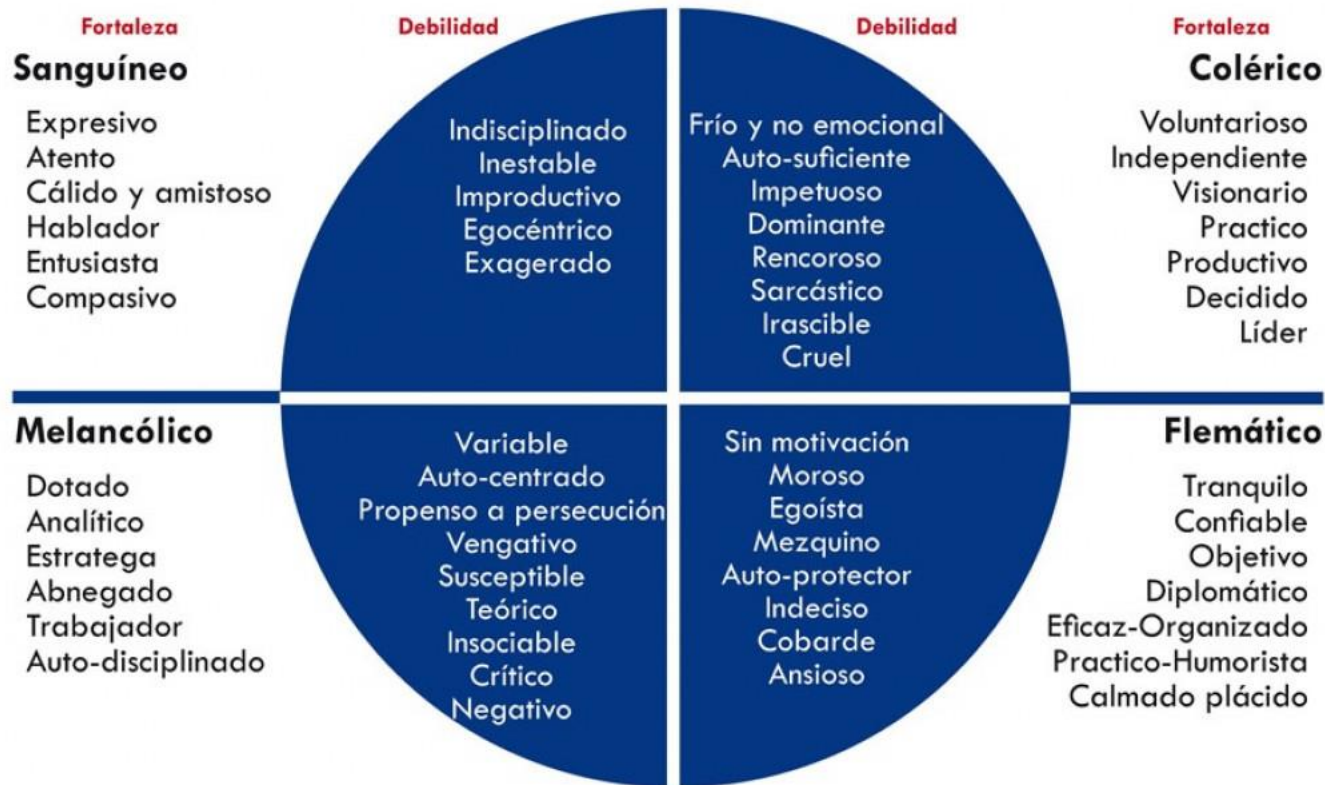 Fortaleza
Debilidad
Debilidad
Fortaleza
Sanguíneo
Expresivo
Atento
Cálido y amistoso
Hablador
Entusiasta
Compasivo
Indisciplinado
Inestable
Improductivo
Egocéntrico
Exagerado
Frío y no emocional
Auto-suficiente
Impetuoso
Dominante
Rencoroso
Sarcástico
Irascible
Cruel
Colérico
Voluntarioso
Independiente
Visionario
Practico
Productivo
Decidido
Líder
Melancólico
Dotado
Analítico
Estratega
Abnegado
Trabajador
Auto-disciplinado
Variable
Auto-centrado
Propenso a persecución
Vengativo
Susceptible
Teórico
Insociable
Crítico
Negativo
Sin motivación
Moroso
Egoísta
Mezquino
Auto-protector
Indeciso
Cobarde
Ansioso
Flemático
Tranquilo
Confiable
Objetivo
Diplomático
Eficaz-Organizado
Practico-Humorista
Calmado plácido